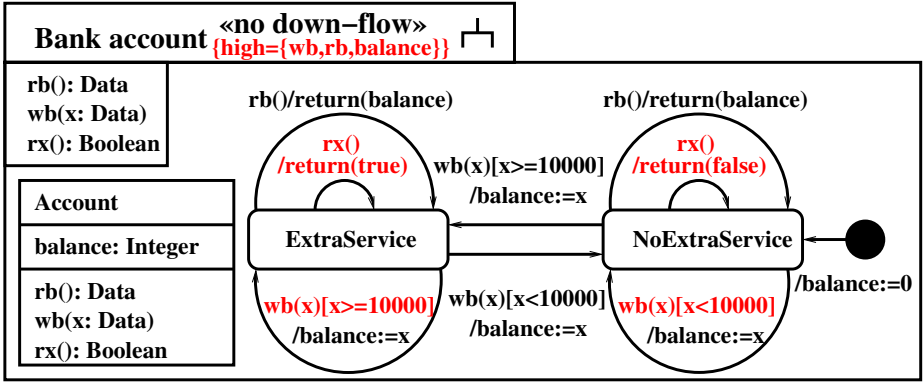 Bank account «no down–flow»
{high={wb,rb,balance}}
rb(): Data
wb(x: Data)
rx(): Boolean
Account
balance: Integer
rb(): Data
wb(x: Data)
rx(): Boolean
rb()/return(balance)
rx()
/return(true)
ExtraService
wb(x)[x>=10000]
/balance:=x
wb(x)[x>=10000]
/balance:=x
wb(x)[x<10000]
/balance:=x
rb()/return(balance)
rx()
/return(false)
NoExtraService
wb(x)[x<10000]
/balance:=x
/balance:=0